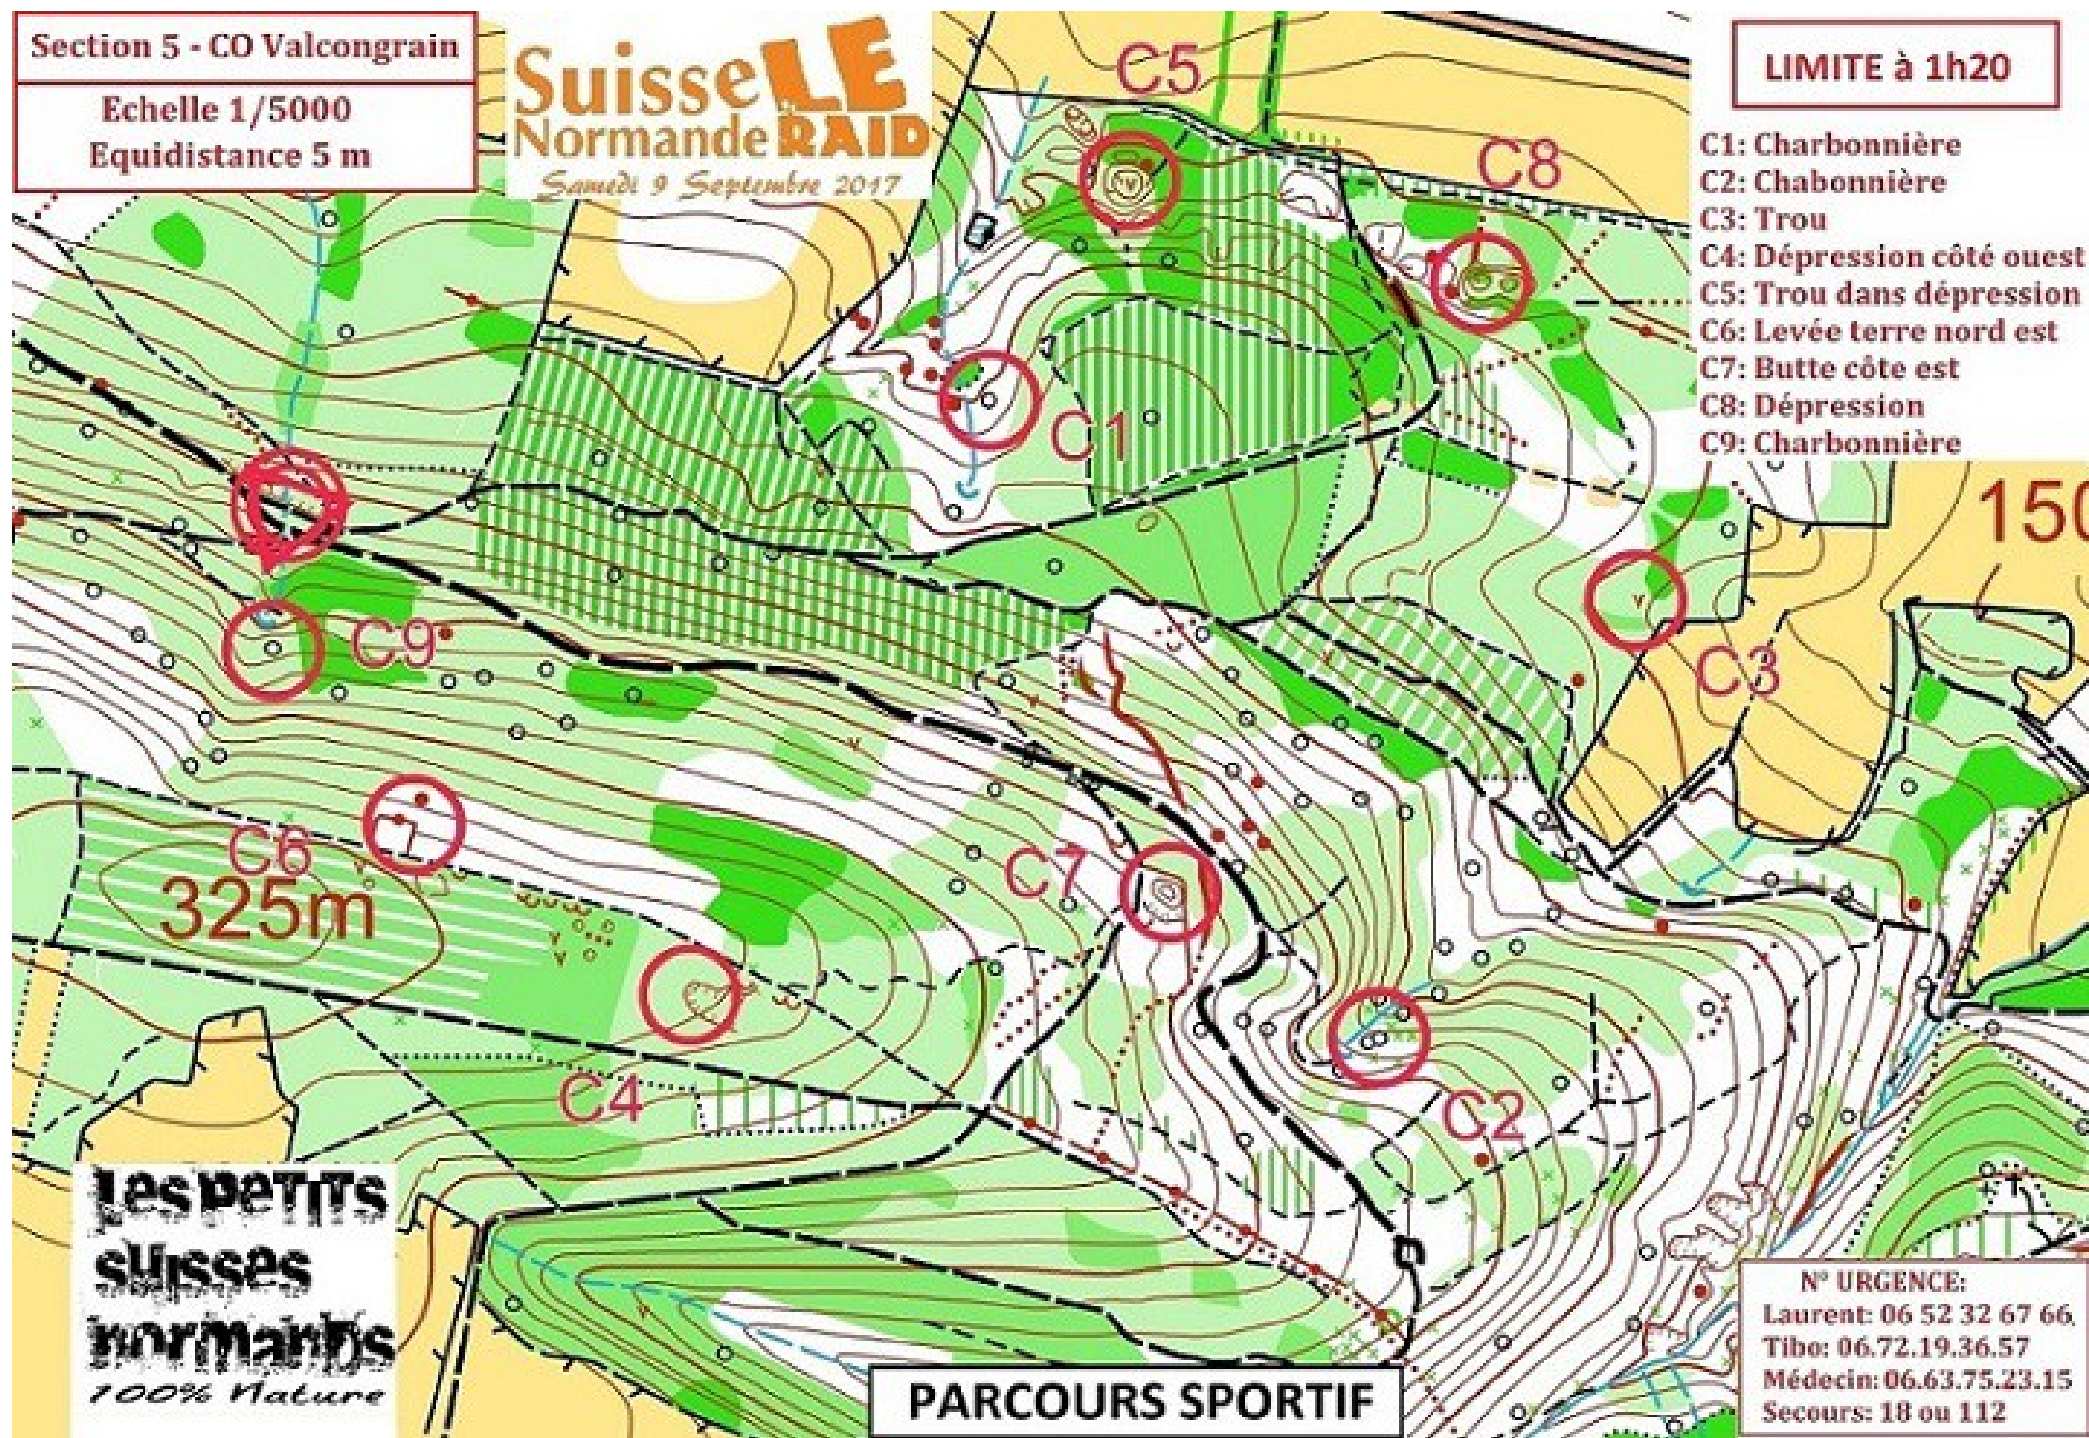 Section 5 - CO Valcongrain
Echelle 1/5000
Equidistance 5 m
Suisse
Normande
LE
RAID
Samedi 9 Septembre 2017
LIMITE à 1h20
C1: Charbonnière
C2: Chabonnière
C3: Trou
C4: Dépression côté ouest
C5: Trou dans dépression
C6: Levée terre nord est
C7: Butte côte est
C8: Dépression
C9: Charbonnière
C5
C8
C1
150
C9
C3
C6
325m
C7
C4
C2
Les Petits
suisses
normands
100% Nature
PARCOURS SPORTIF
N° URGENCE:
Laurent: 06 52 32 67 66
Tibo: 06.72.19.36.57
Médecin: 06.63.75.23.15
Secours: 18 ou 112